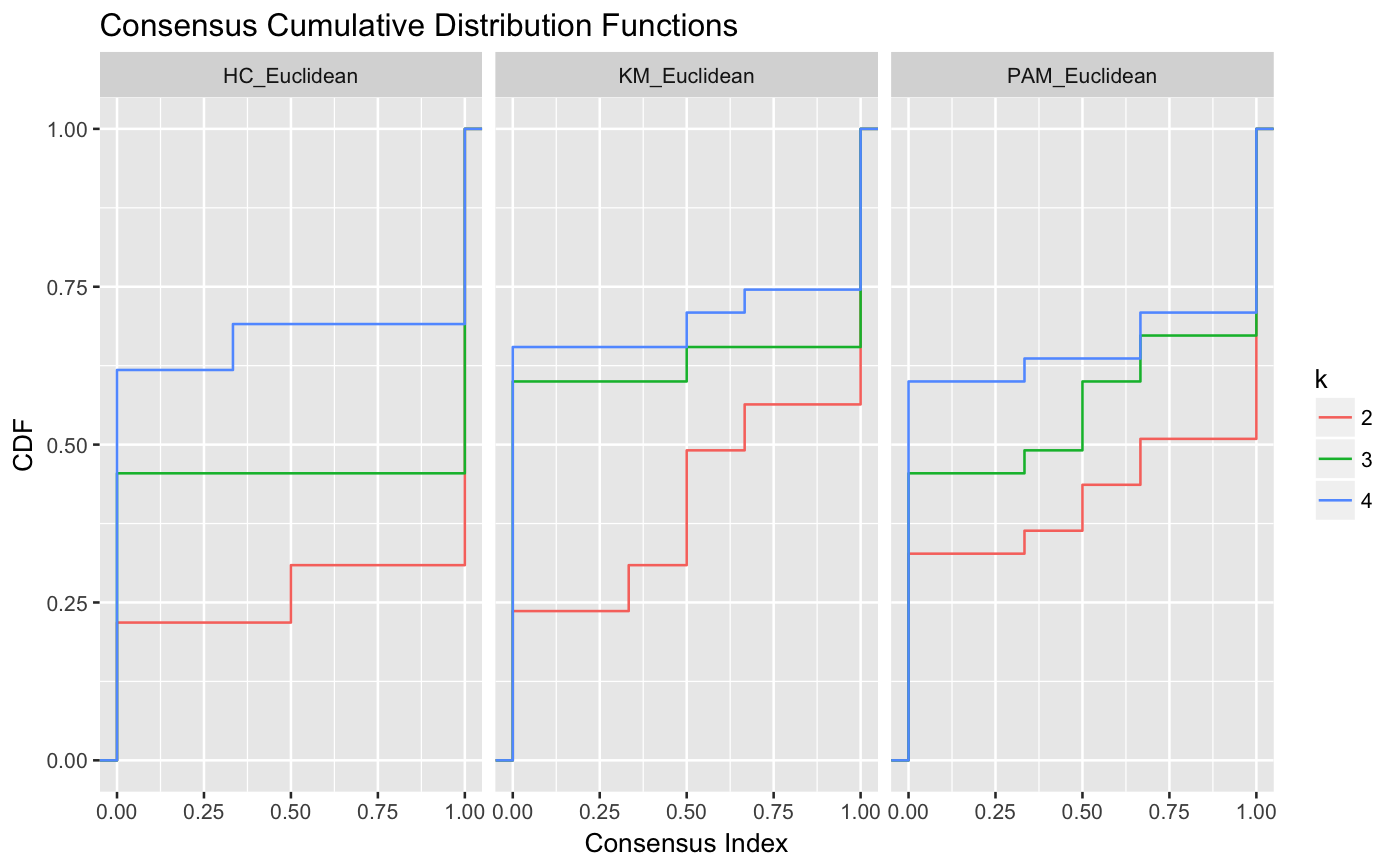 Consensus Cumulative Distribution Functions
HC_Euclidean KM_Euclidean PAM_Euclidean
1.00
0.75
0.50
0.25
0.00
CDF
0.00 0.25 0.50 0.75 1.00 0.00 0.25 0.50 0.75 1.00 0.00 0.25 0.50 0.75 1.00
Consensus Index
k
2
3
4